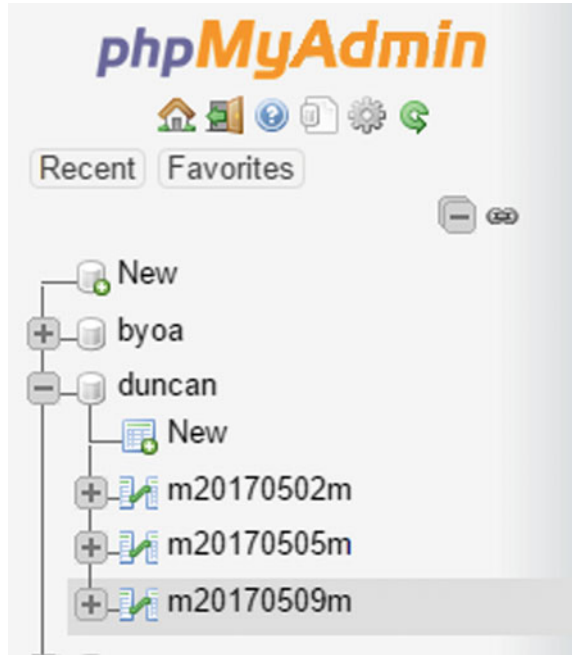 phpMyAdmin
Recent Favorites
New
byoa
duncan
New
m20170502m
m20170505m
m20170509m